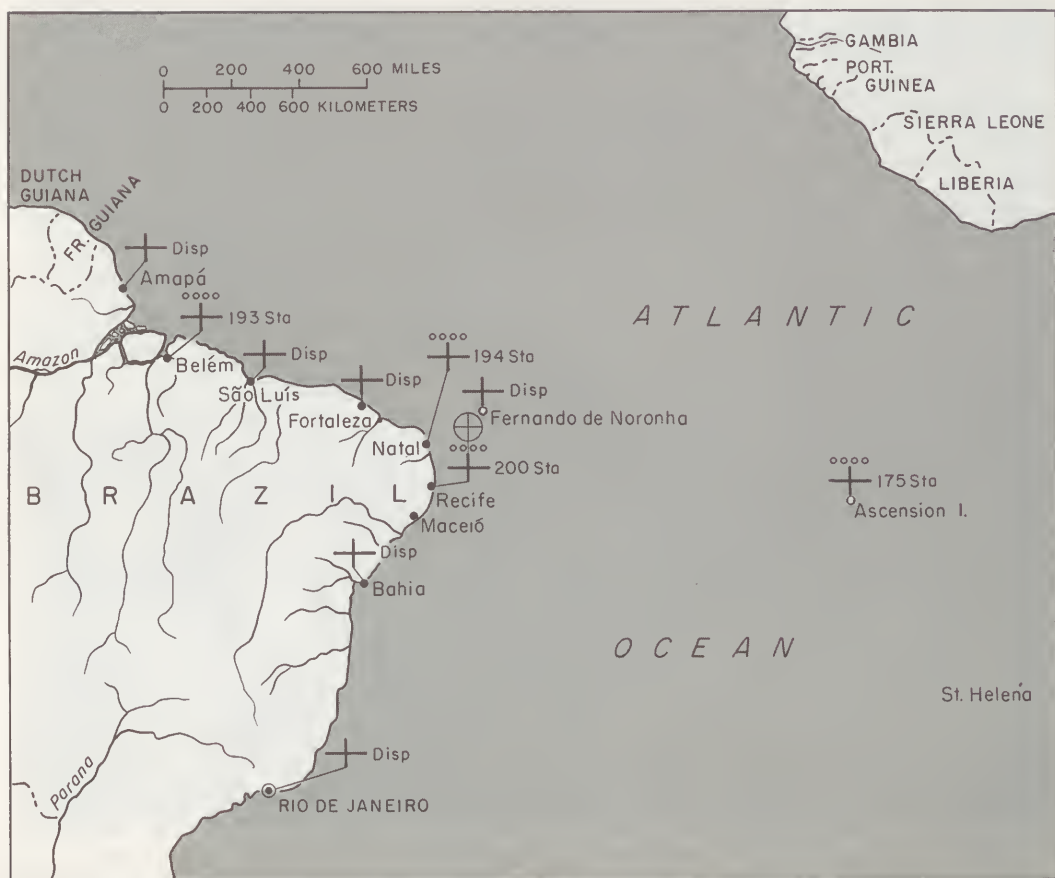 0 200 400 600 MILES
0 200 400 600 KILOMETERS
GAMBIA
PORT.
GUINEA
SIERRA LEONE
LIBERIA
DUTCH
GUIANA
FR. GUIANA
Disp
Amapá
193 Sta
Belém
Amazon
Disp
São Luís
Disp
Fortaleza
194 Sta
Natal
Disp
Fernando de Noronha
200 Sta
Recife
Maceió
175 Sta
Ascension I.
ATLANTIC
BRAZIL
Disp
Bahia
OCEAN
St. Helena
Parana
Disp
RIO DE JANEIRO